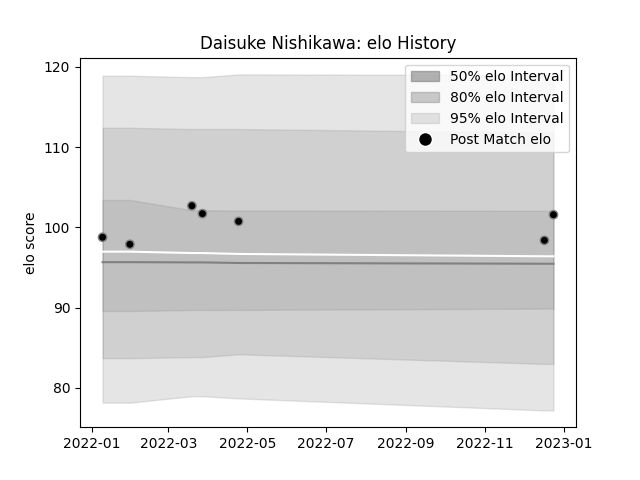 Daisuke Nishikawa: elo History
120
110
100
90
80
elo score
50% elo Interval
80% elo Interval
95% elo Interval
Post Match elo
2022-01
2022-03
2022-05
2022-07
2022-09
2022-11
2023-01